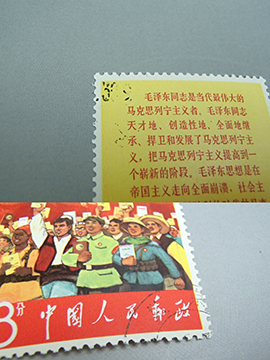 毛泽东同志是当代最伟大的
马克思列宁主义者。毛泽东同志
天才地、创造性地、全面地继
承、捍卫和发展了马克思列宁主
义，把马克思列宁主义提高到一
个崭新的阶段。毛泽东思想是在
帝国主义走向全面崩溃，社会主
8分 中国人民邮政